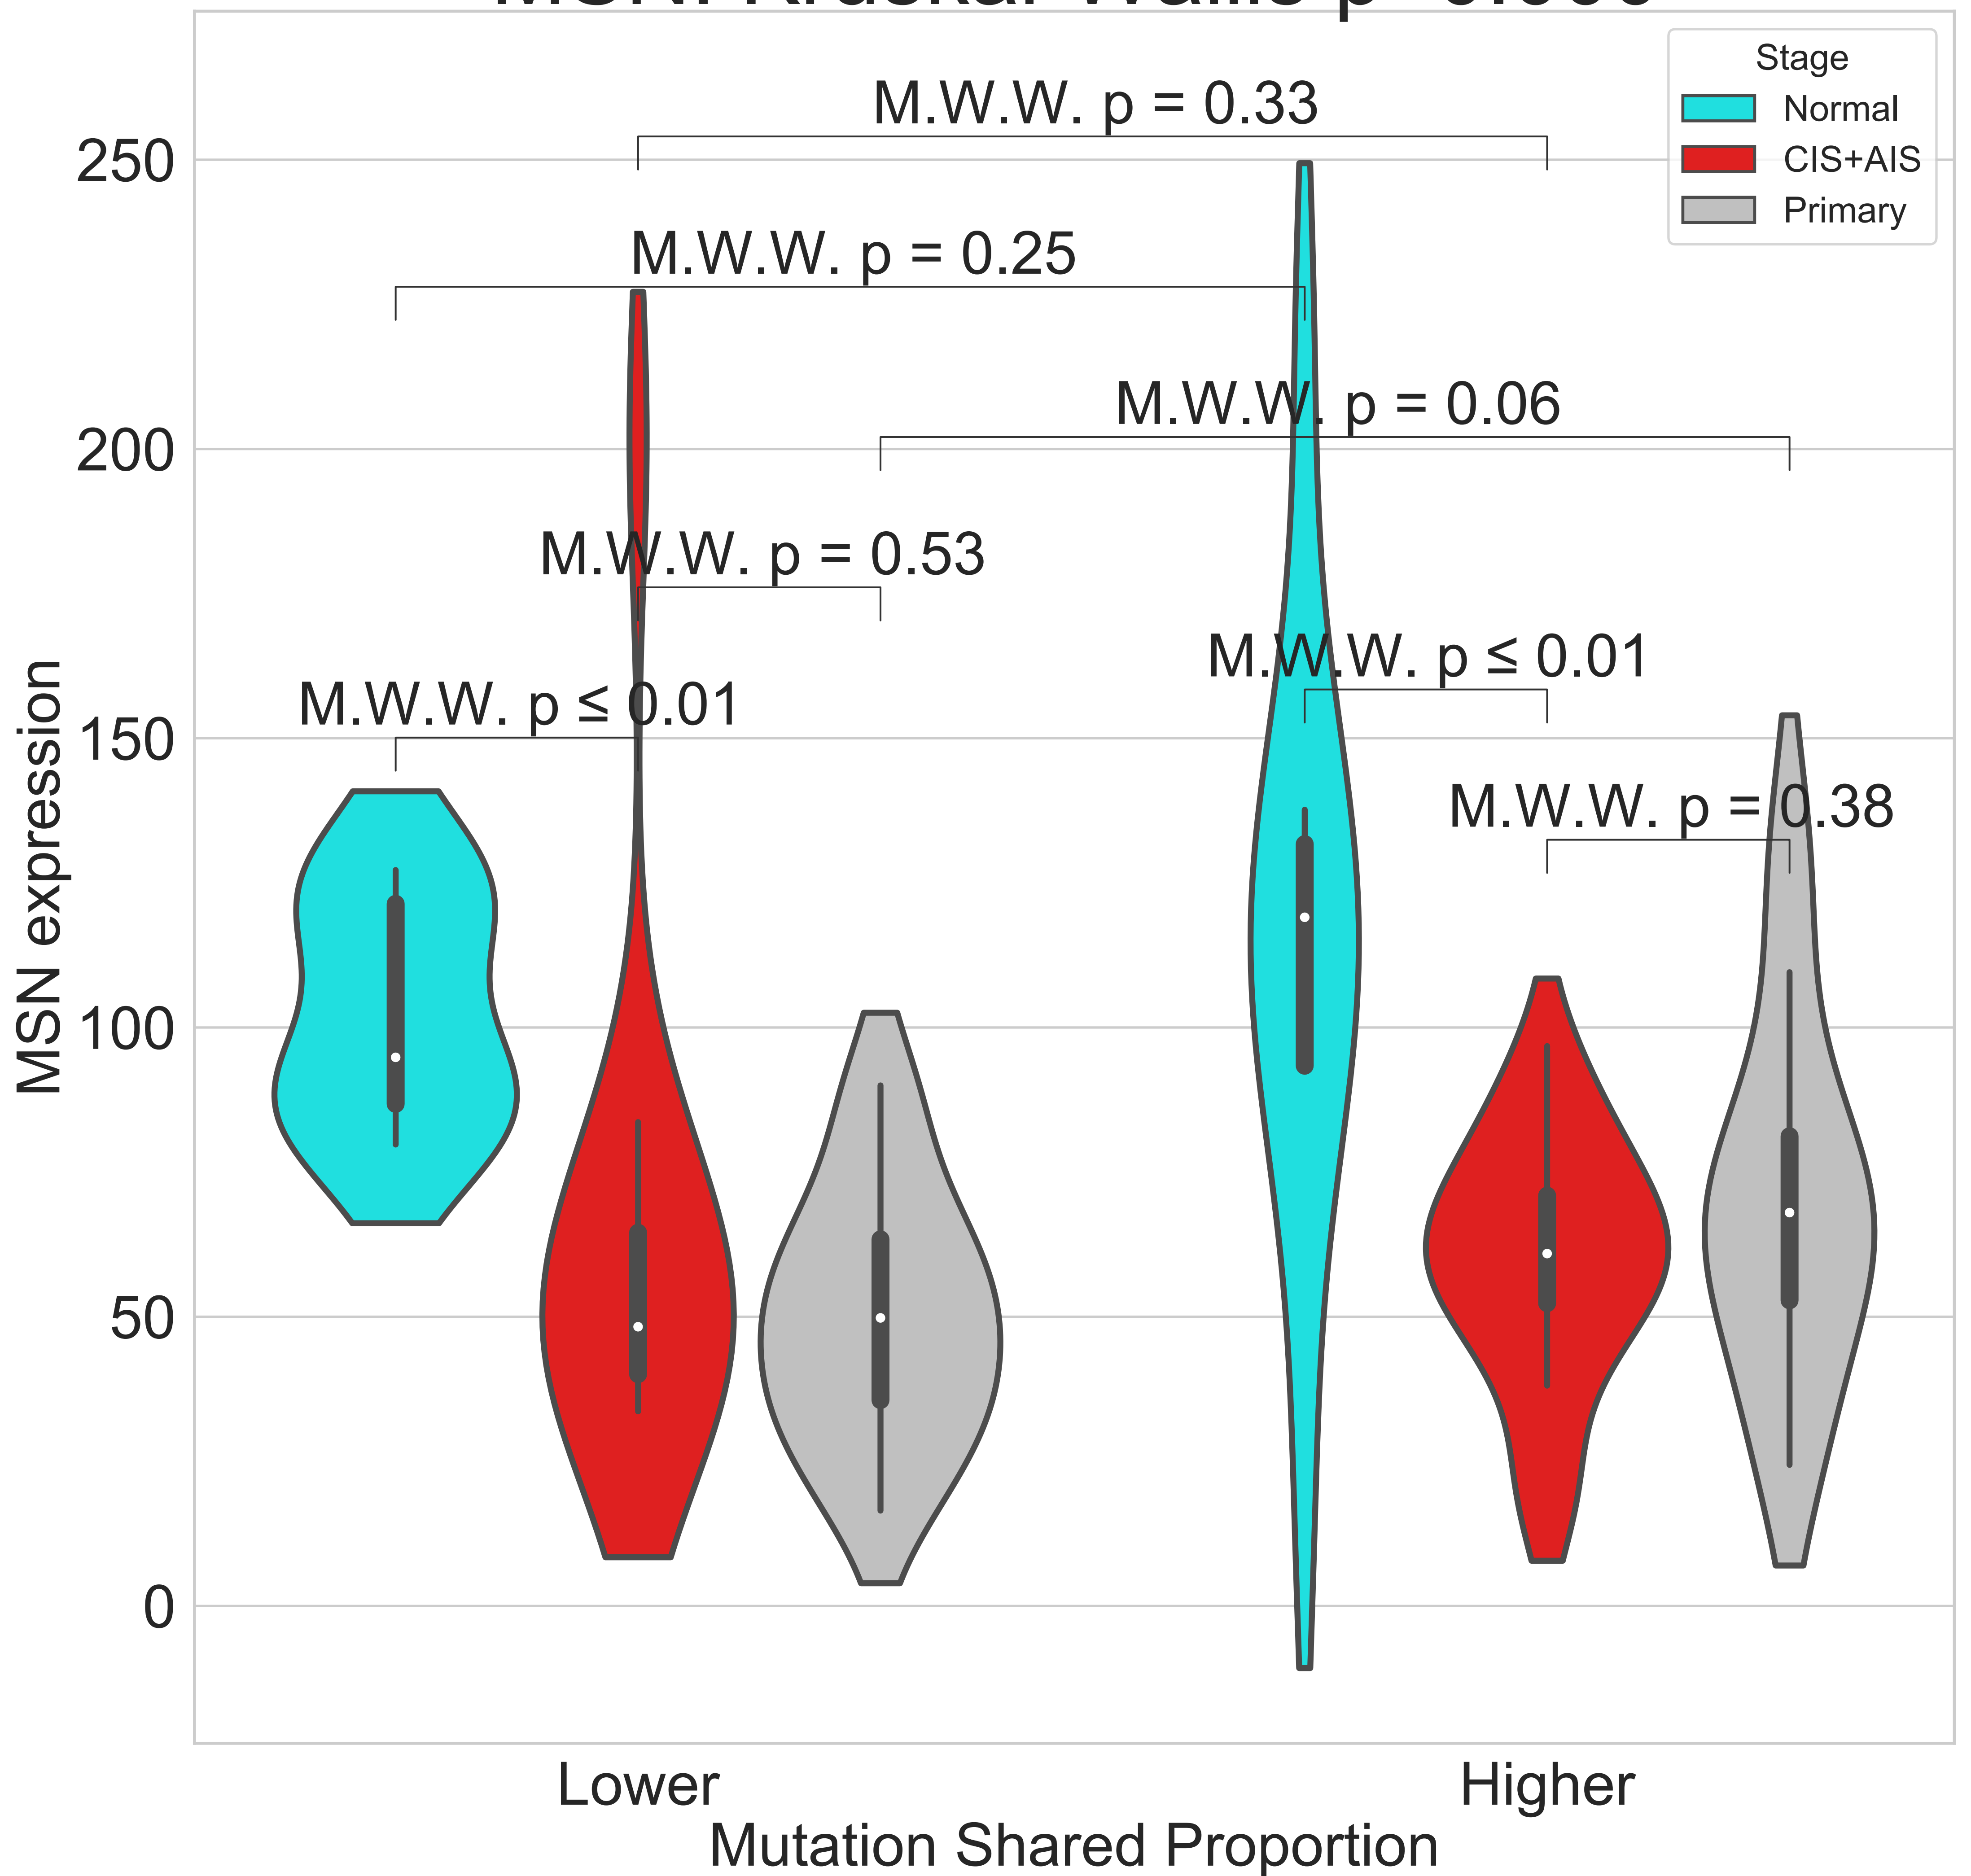 Stage
Normal
CIS+AIS
Primary
M.W.W. p = 0.33
M.W.W. p = 0.25
M.W.W. p = 0.06
M.W.W. p = 0.53
M.W.W. p ≤ 0.01
M.W.W. p ≤ 0.01
M.W.W. p = 0.38
MSN expression
250
200
150
100
50
0
Lower
Higher
Mutation Shared Proportion